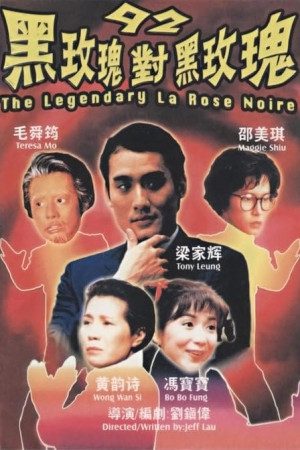 92
黑玫瑰對黑玫瑰
The Legendary La Rose Noire
毛舜筠
Teresa Mo
邵美琪
Maggie Shiu
梁家辉
Tony Leung
黄韵诗
Wong Wan Si
馮寶寶
Bo Bo Fung
導演/編劇:劉鎮偉
Directed/Written by:Jeff Lau